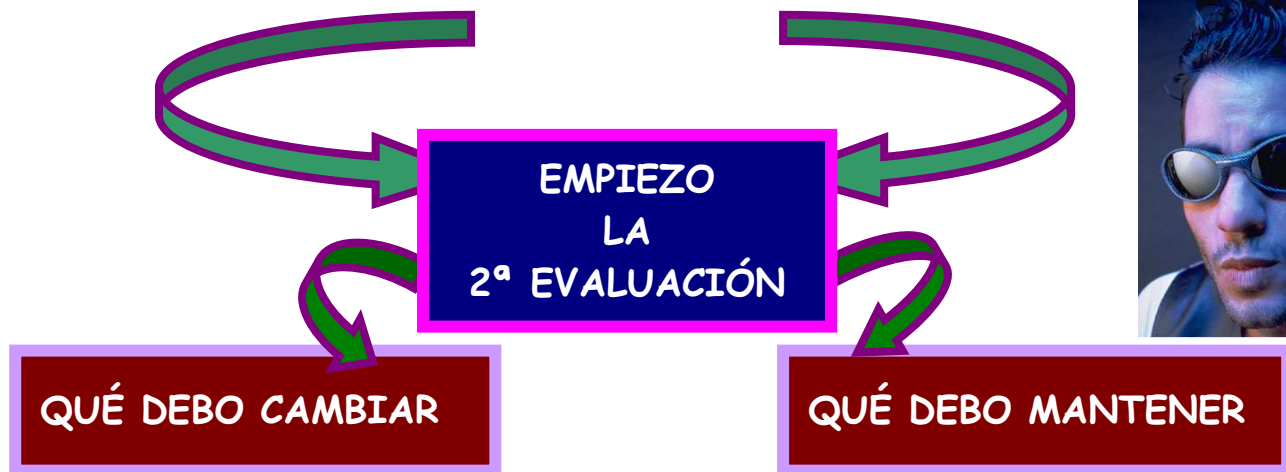 EMPIEZO
LA
2ª EVALUACIÓN
QUÉ DEBO CAMBIAR
QUÉ DEBO MANTENER